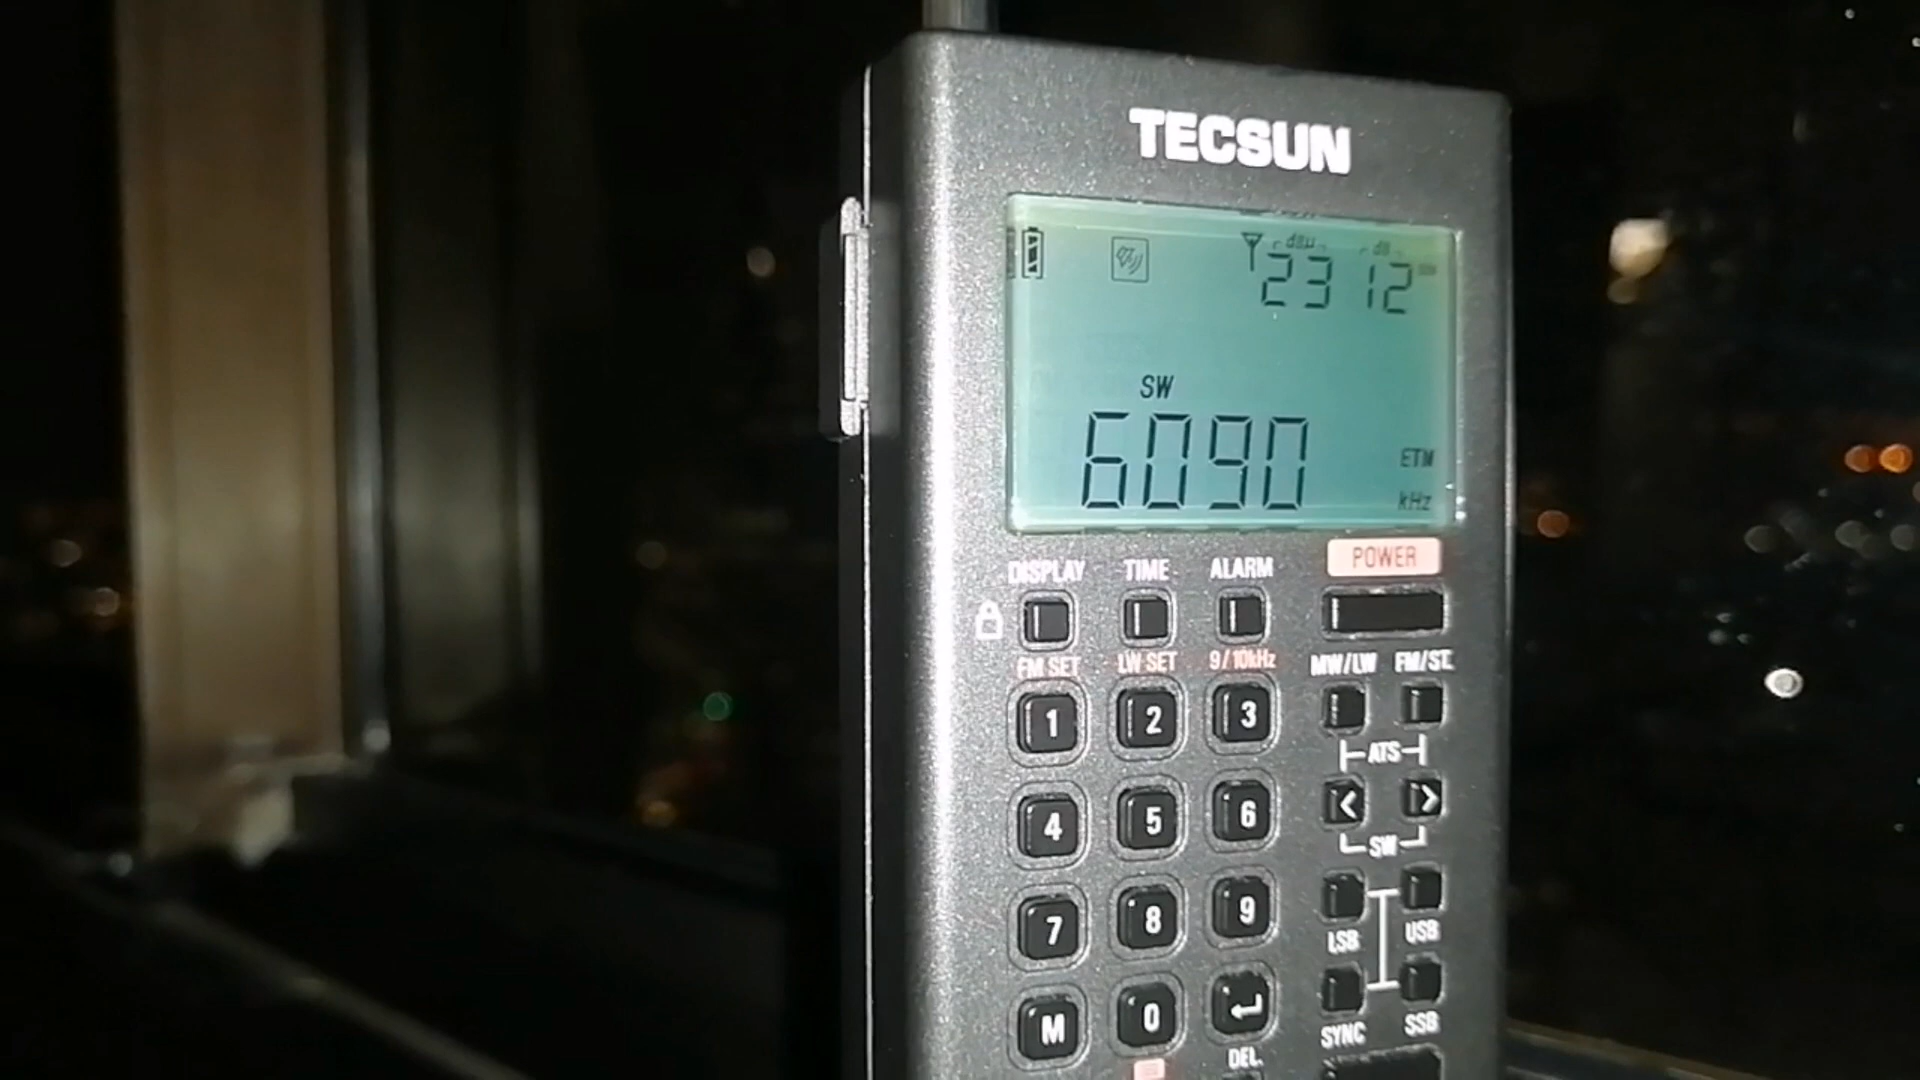 TECSUN
dBµ dB
23 12
SW
6090
ETM
kHz
POWER
DISPLAY TIME ALARM
FM SET LW SET 9/10kHz MW/LW FM/ST.
1 2 3
ATS
4 5 6 < >
SW
7 8 9
LSB USB
M 0
SYNC SSB
DEL.